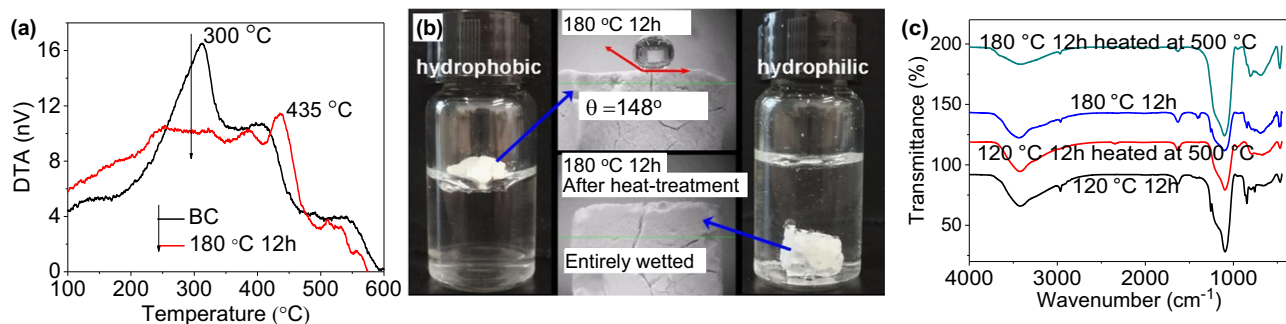 (a)
16
12
8
4
0
DTA (nV)
300 °C
435 °C
BC
180 °C 12h
100 200 300 400 500 600
Temperature (°C)
(b)
hydrophobic
180 °C 12h
θ =148°
180 °C 12h
After heat-treatment
Entirely wetted
hydrophilic
(c)
200
150
100
50
Transmittance (%)
180 °C 12h heated at 500 °C
180 °C 12h
120 °C 12h heated at 500 °C
120 °C 12h
4000 3000 2000 1000
Wavenumber (cm⁻¹)